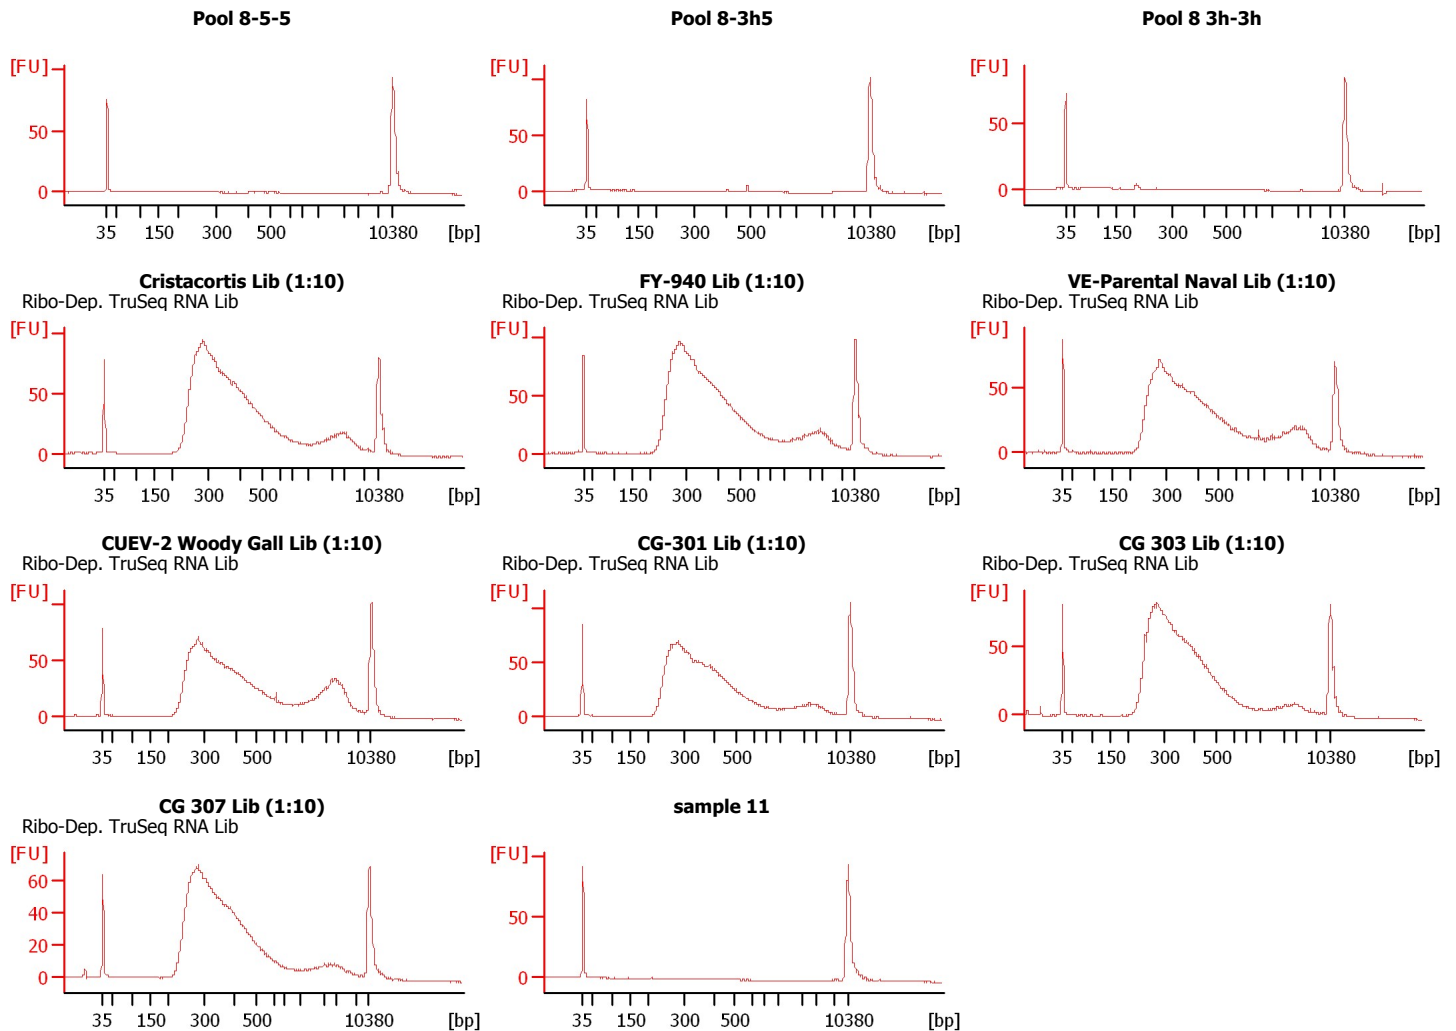 Pool 8-5-5
[FU]
50
0
35 150 300 500 10380 [bp]
Pool 8-3h5
[FU]
50
0
35 150 300 500 10380 [bp]
Pool 8 3h-3h
[FU]
50
0
35 150 300 500 10380 [bp]
Cristacortis Lib (1:10)
Ribo-Dep. TruSeq RNA Lib
[FU]
50
0
35 150 300 500 10380 [bp]
FY-940 Lib (1:10)
Ribo-Dep. TruSeq RNA Lib
[FU]
50
0
35 150 300 500 10380 [bp]
VE-Parental Naval Lib (1:10)
Ribo-Dep. TruSeq RNA Lib
[FU]
50
0
35 150 300 500 10380 [bp]
CUEV-2 Woody Gall Lib (1:10)
Ribo-Dep. TruSeq RNA Lib
[FU]
50
0
35 150 300 500 10380 [bp]
CG-301 Lib (1:10)
Ribo-Dep. TruSeq RNA Lib
[FU]
50
0
35 150 300 500 10380 [bp]
CG 303 Lib (1:10)
Ribo-Dep. TruSeq RNA Lib
[FU]
50
0
35 150 300 500 10380 [bp]
CG 307 Lib (1:10)
Ribo-Dep. TruSeq RNA Lib
[FU]
60
40
20
0
35 150 300 500 10380 [bp]
sample 11
[FU]
50
0
35 150 300 500 10380 [bp]